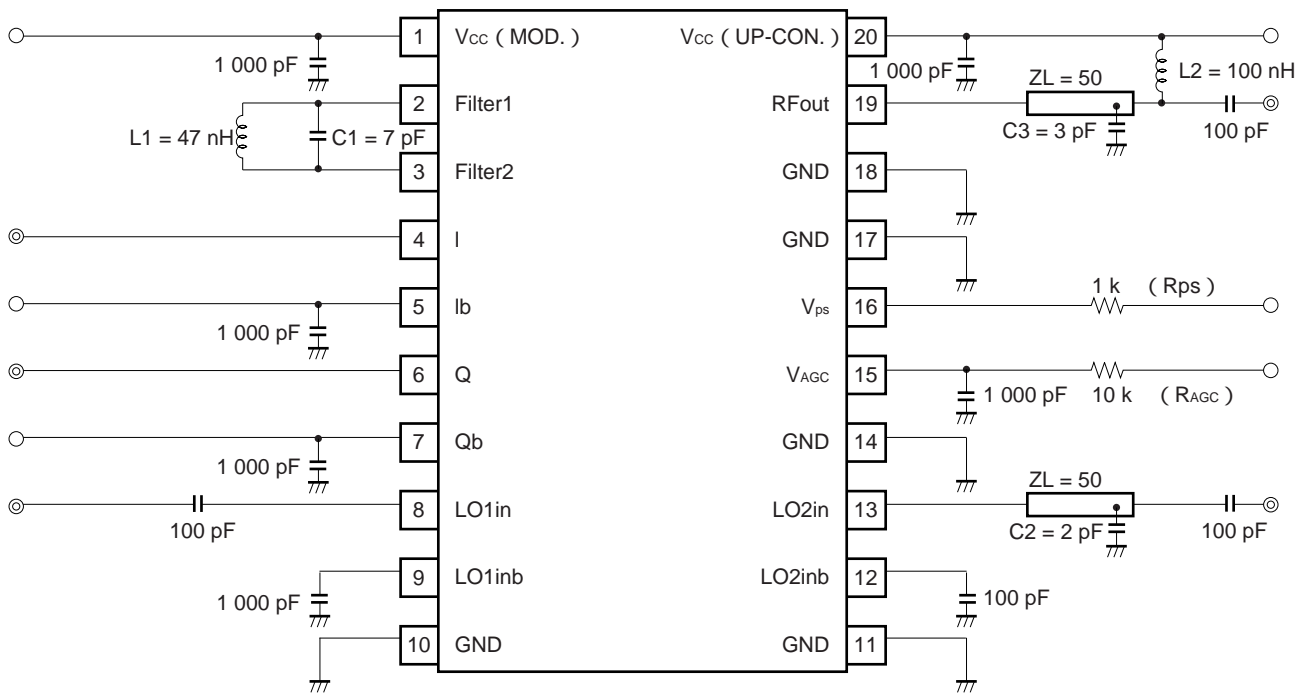 1 VCC ( MOD. ) VCC ( UP-CON. ) 20
1 000 pF 1 000 pF L2 = 100 nH
ZL = 50
2 Filter1 RFout 19
L1 = 47 nH C1 = 7 pF C3 = 3 pF 100 pF
3 Filter2 GND 18
4 I GND 17
1 k ( Rps )
5 Ib Vps 16
1 000 pF
6 Q VAGC 15
1 000 pF 10 k ( RAGC )
7 Qb GND 14
1 000 pF
ZL = 50
8 LO1in LO2in 13
100 pF C2 = 2 pF 100 pF
9 LO1inb LO2inb 12
1 000 pF 100 pF
10 GND GND 11